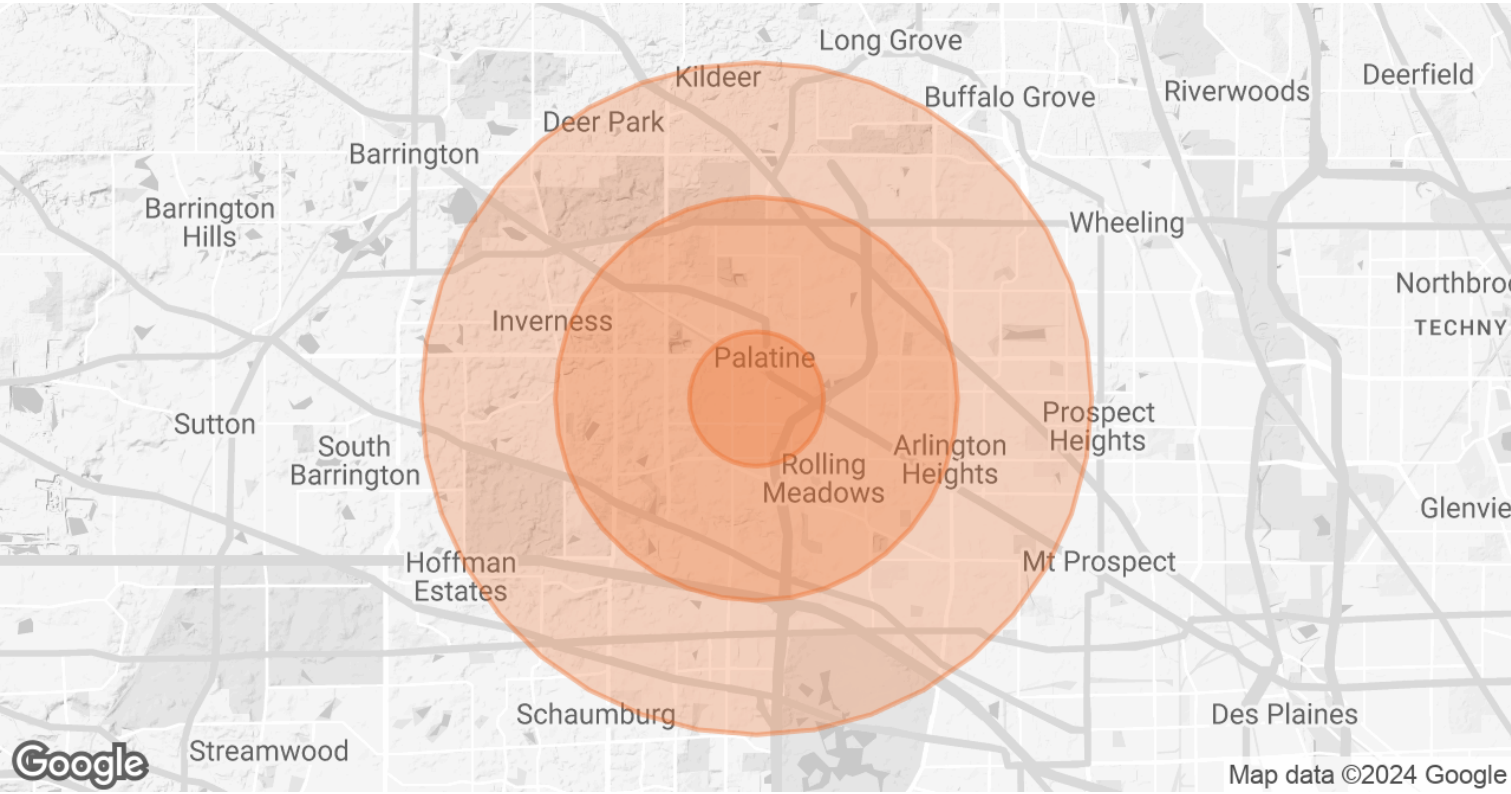 Long Grove
Kildeer
Deerfield
Riverwoods
Buffalo Grove
Deer Park
Barrington
Barrington
Hills
Wheeling
Northbroo
Inverness
TECHNY
Palatine
Sutton
Prospect
Heights
South
Barrington
Arlington
Heights
Rolling
Meadows
Glenvie
Hoffman
Estates
Mt Prospect
Schaumburg
Des Plaines
Streamwood
Google
Map data ©2024 Google